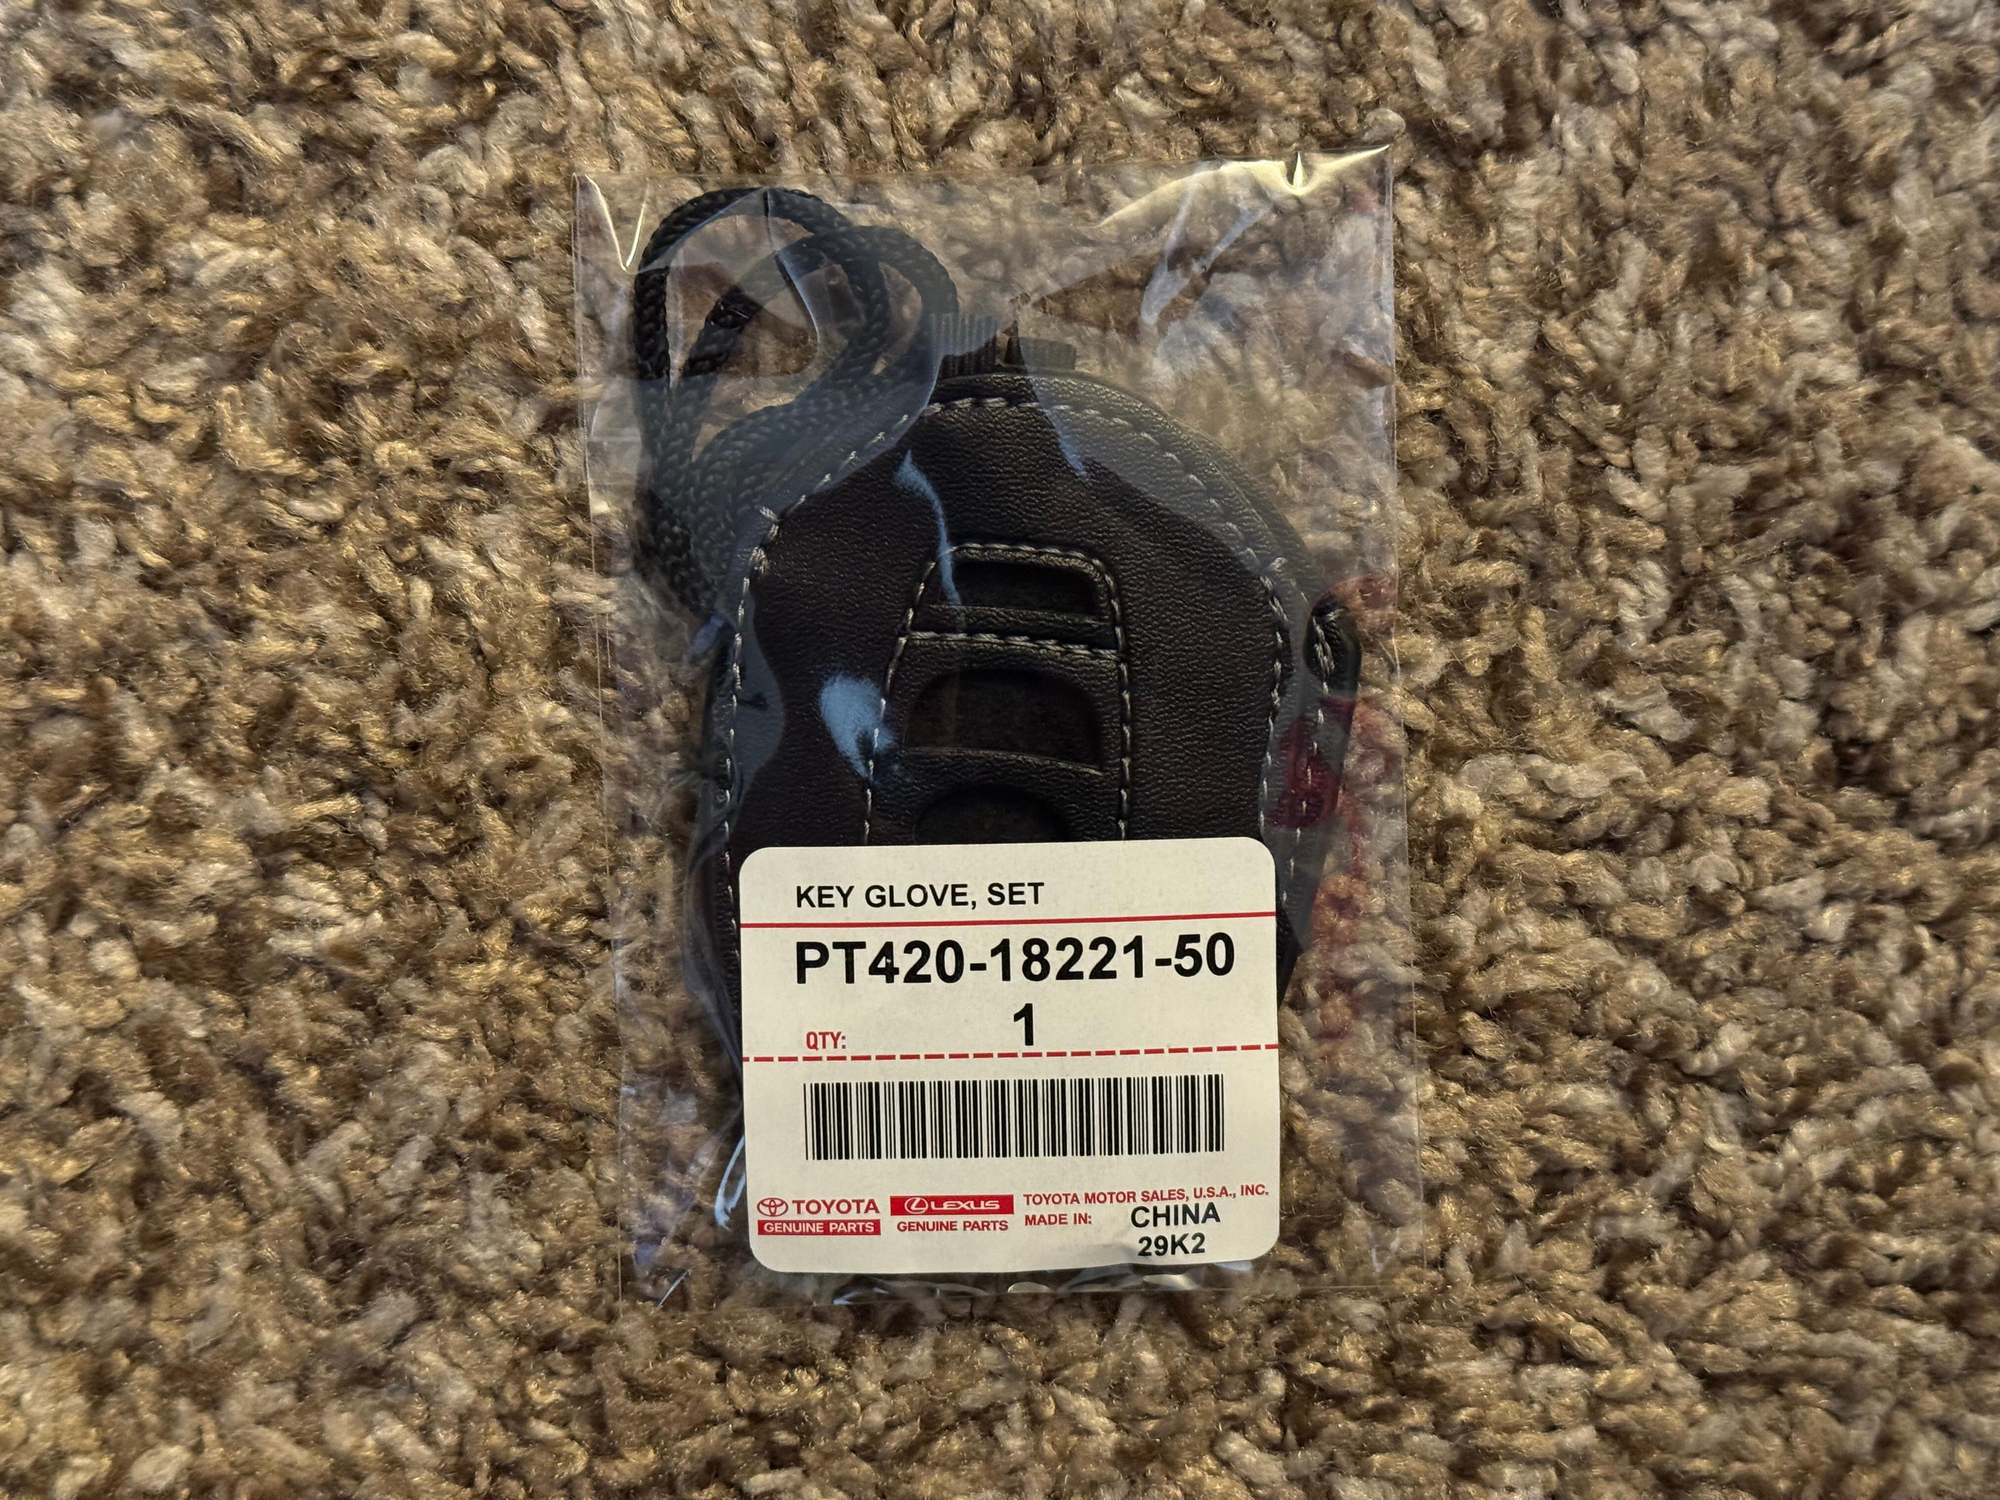 KEY GLOVE, SET
PT420-18221-50
QTY: 1
TOYOTA
GENUINE PARTS
LEXUS
GENUINE PARTS
TOYOTA MOTOR SALES, U.S.A., INC.
MADE IN: CHINA
29K2